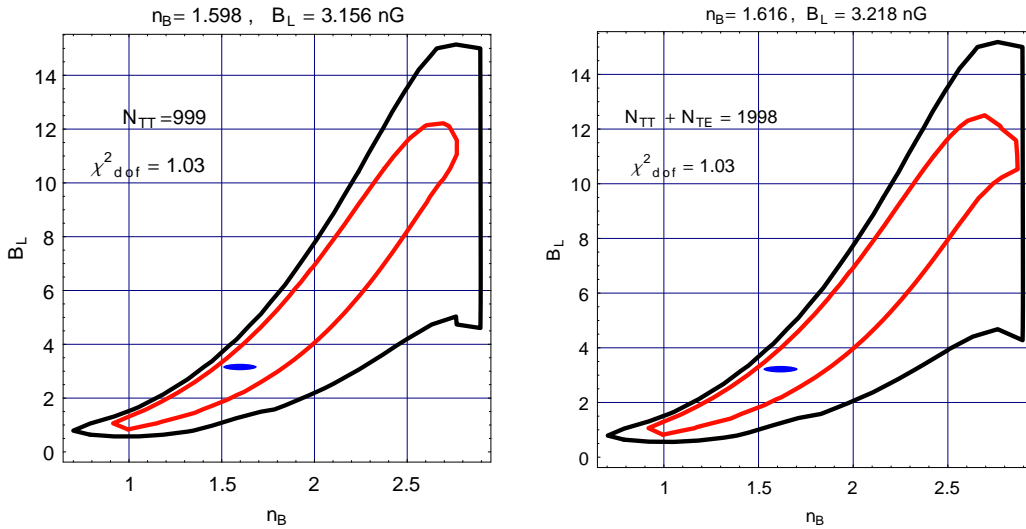 n_B = 1.598 , B_L = 3.156 nG
14
12
10
8
6
4
2
0
B_L
N_TT =999
χ²_dof = 1.03
1 1.5 2 2.5
n_B
n_B = 1.616, B_L = 3.218 nG
14
12
10
8
6
4
2
0
B_L
N_TT + N_TE = 1998
χ²_dof = 1.03
1 1.5 2 2.5
n_B